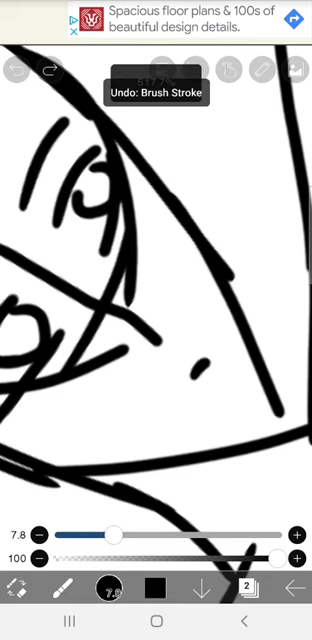 Spacious floor plans & 100s of
beautiful design details.
Undo: Brush Stroke
7.8
100
7.8
2